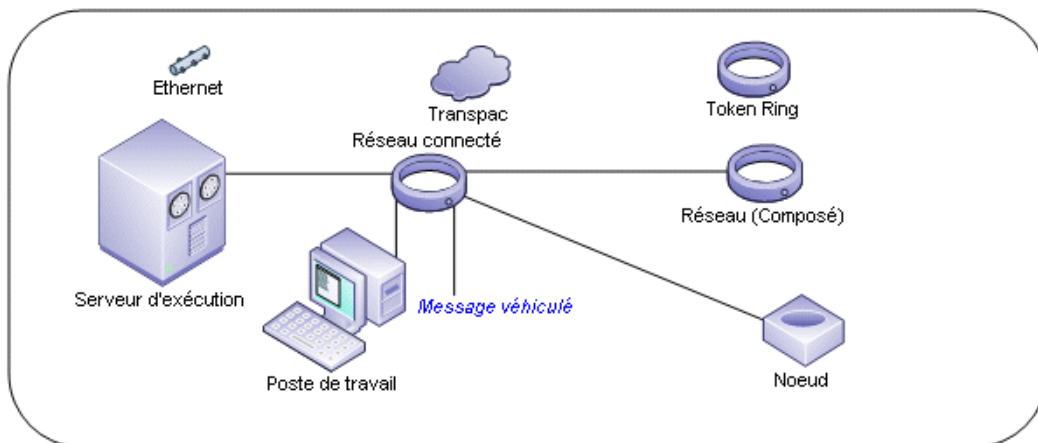 Ethernet
Transpac
Token Ring
Réseau connecté
Réseau (Composé)
Serveur d'exécution
Message véhiculé
Poste de travail
Noeud